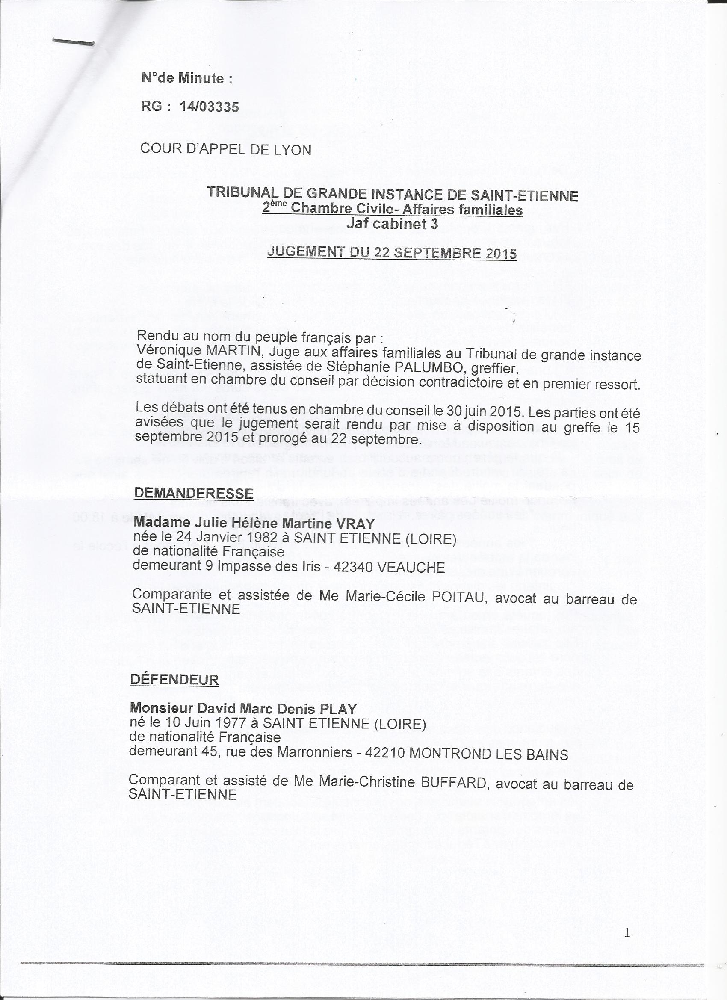 N°de Minute :
RG : 14/03335
COUR D'APPEL DE LYON
TRIBUNAL DE GRANDE INSTANCE DE SAINT-ETIENNE
2ème Chambre Civile- Affaires familiales
Jaf cabinet 3
JUGEMENT DU 22 SEPTEMBRE 2015
Rendu au nom du peuple français par :
Véronique MARTIN, Juge aux affaires familiales au Tribunal de grande instance
de Saint-Etienne, assistée de Stéphanie PALUMBO, greffier,
statuant en chambre du conseil par décision contradictoire et en premier ressort.
Les débats ont été tenus en chambre du conseil le 30 juin 2015. Les parties ont été
avisées que le jugement serait rendu par mise à disposition au greffe le 15
septembre 2015 et prorogé au 22 septembre.
DEMANDERESSE
Madame Julie Hélène Martine VRAY
née le 24 Janvier 1982 à SAINT ETIENNE (LOIRE)
de nationalité Française
demeurant 9 Impasse des Iris - 42340 VEAUCHE
Comparante et assistée de Me Marie-Cécile POITAU, avocat au barreau de
SAINT-ETIENNE
DÉFENDEUR
Monsieur David Marc Denis PLAY
né le 10 Juin 1977 à SAINT ETIENNE (LOIRE)
de nationalité Française
demeurant 45, rue des Marronniers - 42210 MONTROND LES BAINS
Comparant et assisté de Me Marie-Christine BUFFARD, avocat au barreau de
SAINT-ETIENNE
1